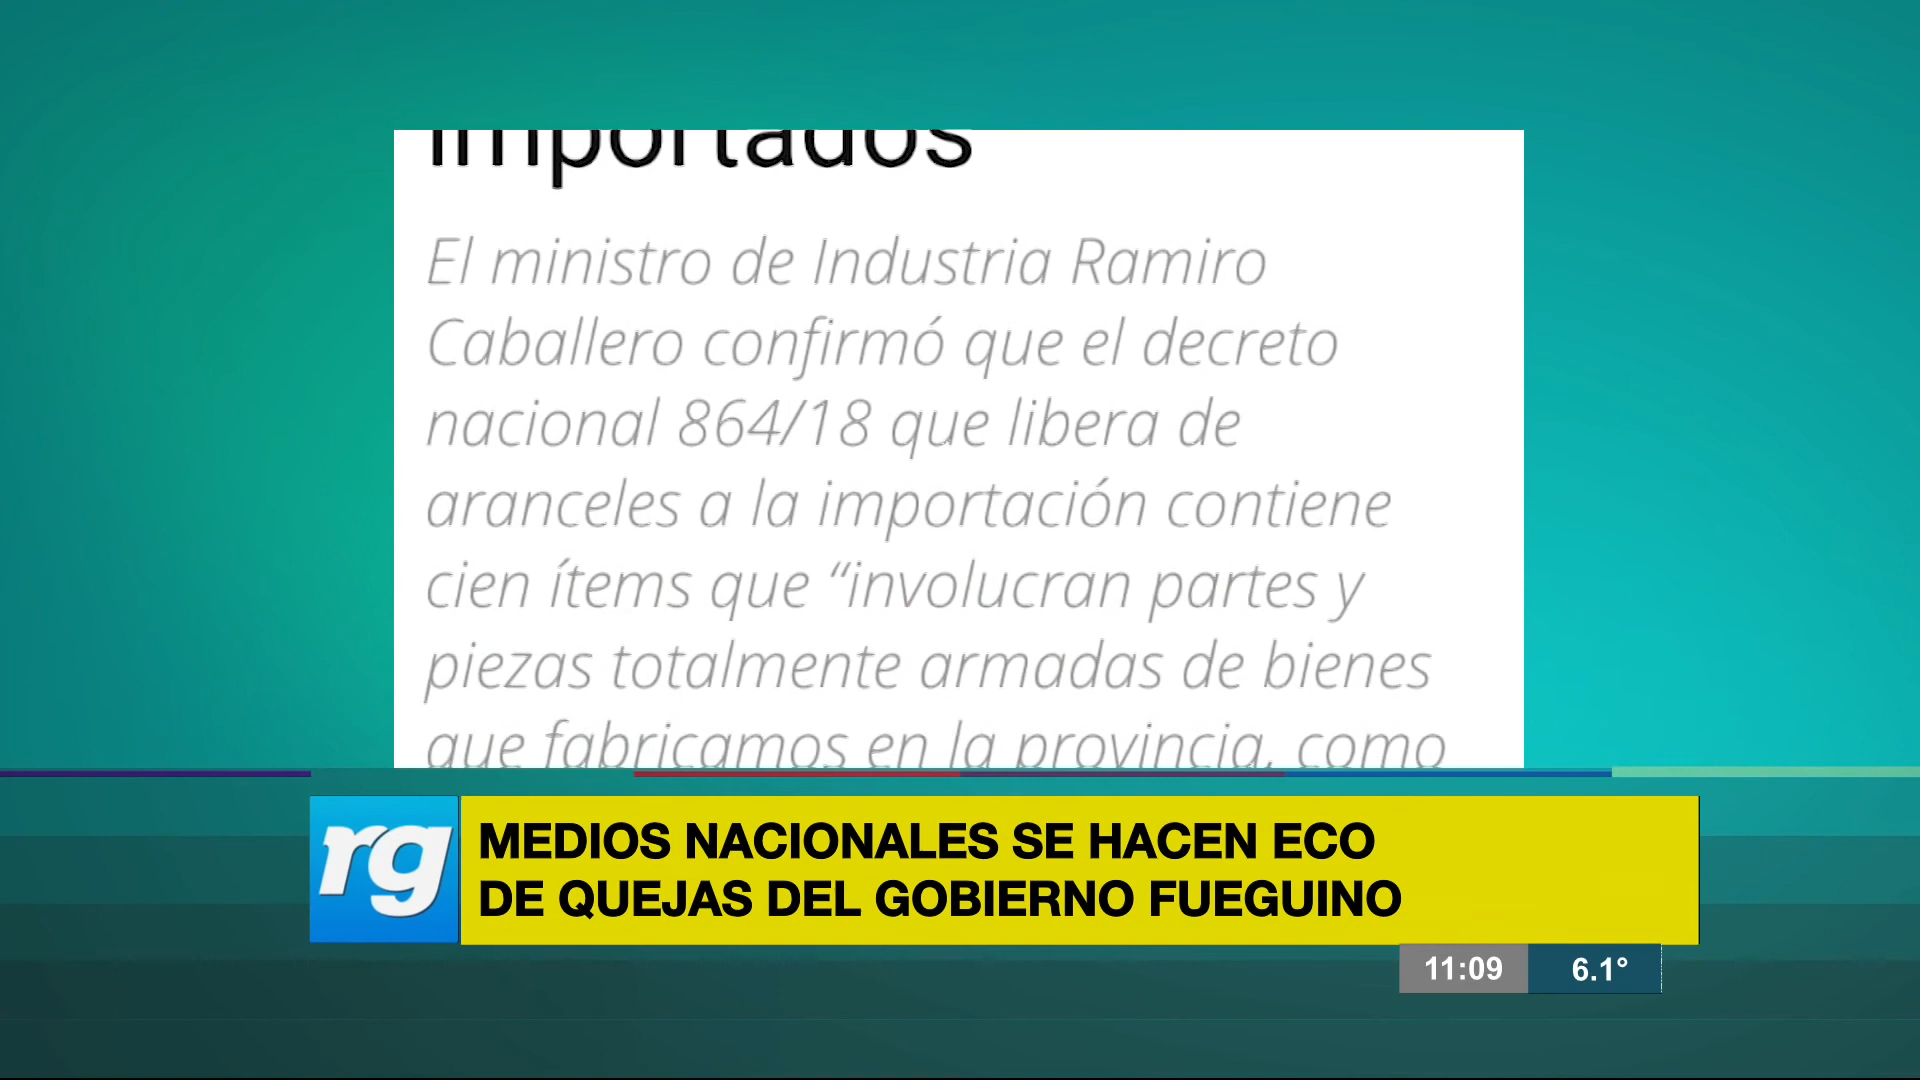 importados
El ministro de Industria Ramiro
Caballero confirmó que el decreto
nacional 864/18 que libera de
aranceles a la importación contiene
cien ítems que “involucran partes y
piezas totalmente armadas de bienes
que fabricamos en la provincia, como
rg
MEDIOS NACIONALES SE HACEN ECO
DE QUEJAS DEL GOBIERNO FUEGUINO
11:09 6.1°